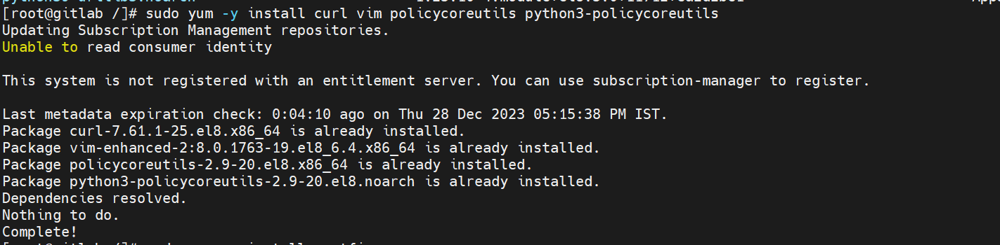 [root@gitlab /]# sudo yum -y install curl vim policycoreutils python3-policycoreutils
Updating Subscription Management repositories.
Unable to read consumer identity
This system is not registered with an entitlement server. You can use subscription-manager to register.
Last metadata expiration check: 0:04:10 ago on Thu 28 Dec 2023 05:15:38 PM IST.
Package curl-7.61.1-25.el8.x86_64 is already installed.
Package vim-enhanced-2:8.0.1763-19.el8_6.4.x86_64 is already installed.
Package policycoreutils-2.9-20.el8.x86_64 is already installed.
Package python3-policycoreutils-2.9-20.el8.noarch is already installed.
Dependencies resolved.
Nothing to do.
Complete!